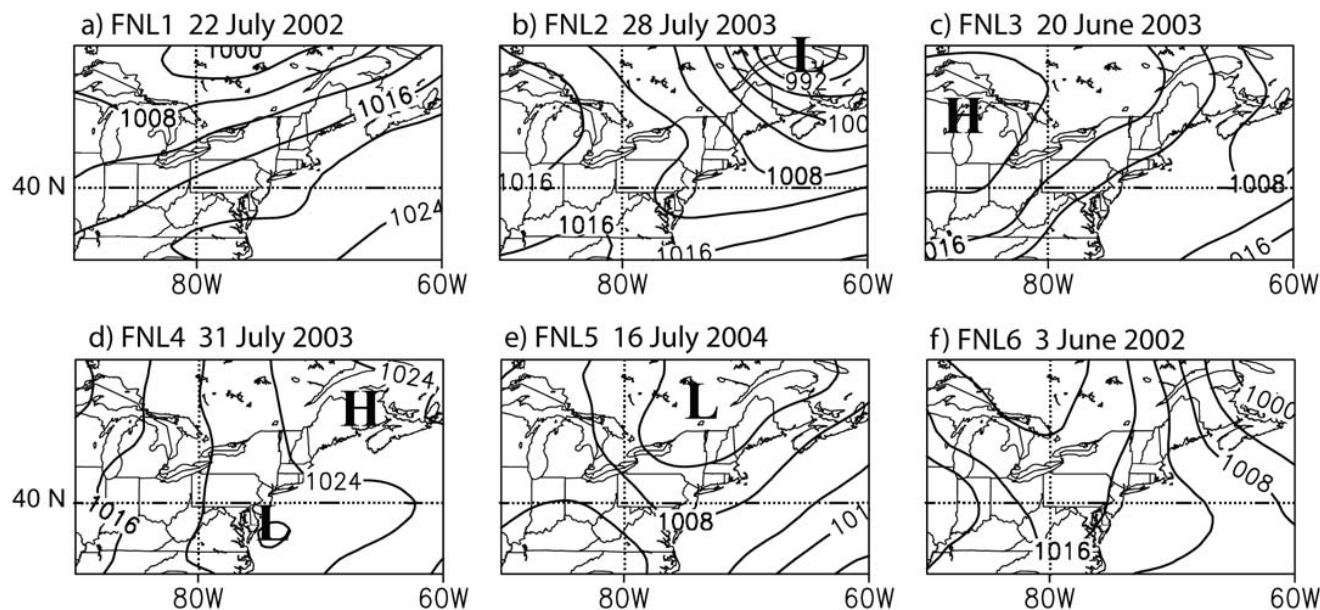 a) FNL1 22 July 2002
b) FNL2 28 July 2003
c) FNL3 20 June 2003
1000
1008
1016
1024
40 N
80W
60W
L
992
100
1008
1016
1016
1016
80W
60W
H
1008
1016
016
80W
60W
d) FNL4 31 July 2003
e) FNL5 16 July 2004
f) FNL6 3 June 2002
1024
H
1024
1016
L
40 N
80W
60W
L
1008
101
80W
60W
1000
1008
1016
80W
60W